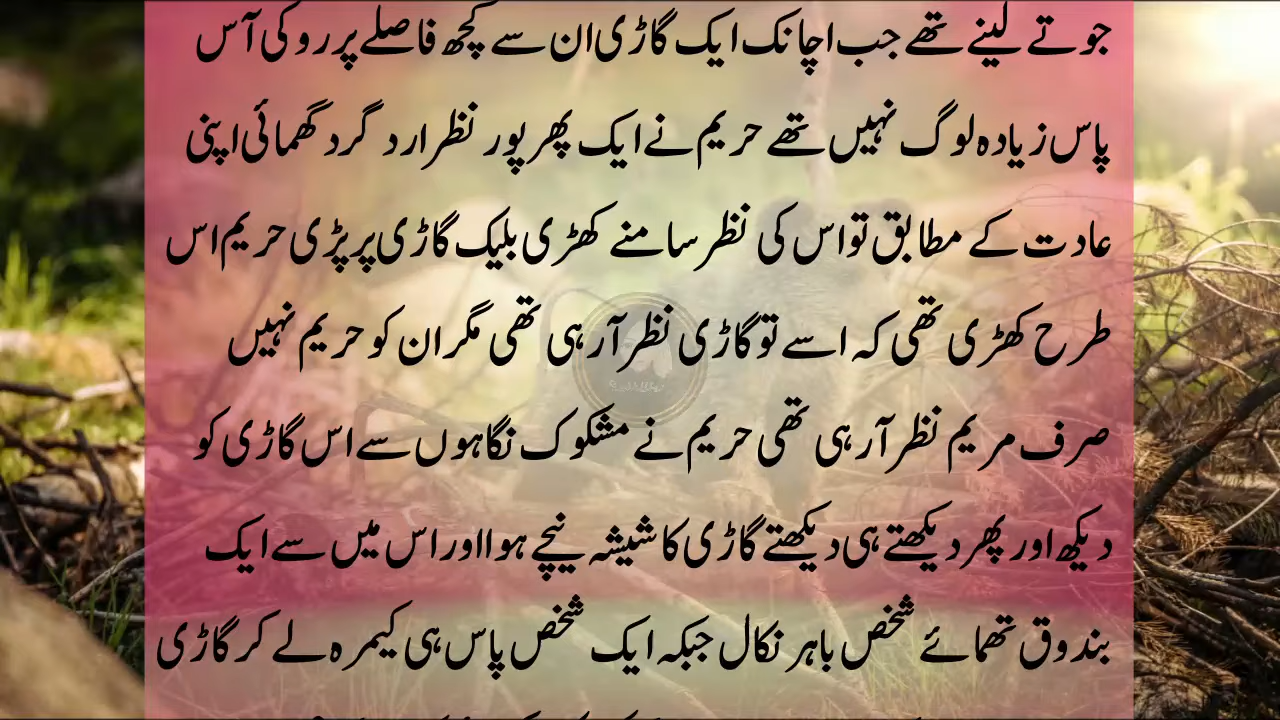 جوتے لینے تھے جب اچانک ایک گاڑی ان سے کچھ فاصلے پر روکی آس
پاس زیادہ لوگ نہیں تھے حریم نے ایک پھرپور نظر ارد گرد گھمائی اپنی
عادت کے مطابق تو اس کی نظر سامنے کھڑی بلیک گاڑی پر پڑی حریم اس
طرح کھڑی تھی کہ اسے تو گاڑی نظر آرہی تھی مگر ان کو حریم نہیں
صرف مریم نظر آرہی تھی حریم نے مشکوک نگاہوں سے اس گاڑی کو
دیکھ اور پھر دیکھتے ہی دیکھتے گاڑی کا شیشہ نیچے ہوا اور اس میں سے ایک
بندوق تھمائے شخص باہر نکال جبکہ ایک شخص پاس ہی کیمرہ لے کر گاڑی